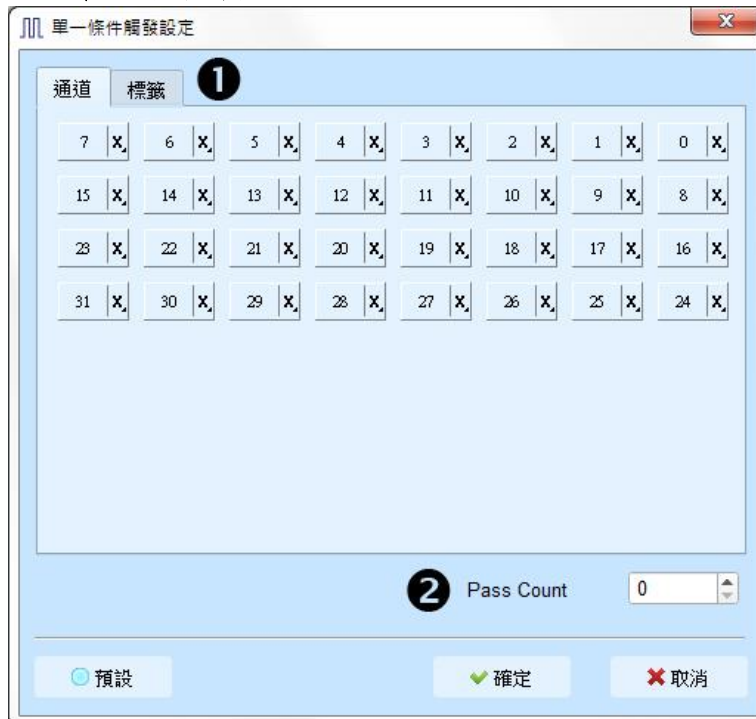 單一條件觸發設定
通道 標籤 1
7 X 6 X 5 X 4 X 3 X 2 X 1 X 0 X
15 X 14 X 13 X 12 X 11 X 10 X 9 X 8 X
23 X 22 X 21 X 20 X 19 X 18 X 17 X 16 X
31 X 30 X 29 X 28 X 27 X 26 X 25 X 24 X
2 Pass Count 0
預設 確定 取消